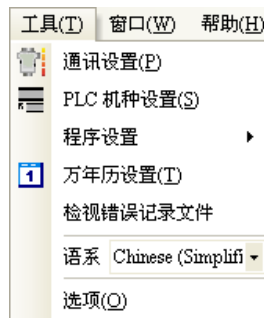 工具(T) 窗口(W) 帮助(H)
通讯设置(P)
PLC 机种设置(S)
程序设置
万年历设置(T)
1
检视错误记录文件
语系 Chinese (Simplifi
选项(O)